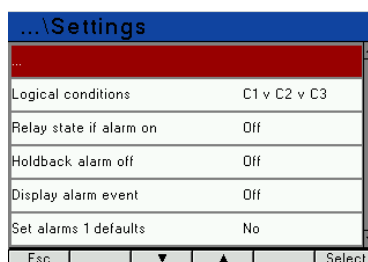 ...\Settings
...
Logical conditions C1 v C2 v C3
Relay state if alarm on Off
Holdback alarm off Off
Display alarm event Off
Set alarms 1 defaults No
Esc ▼ ▲ Select